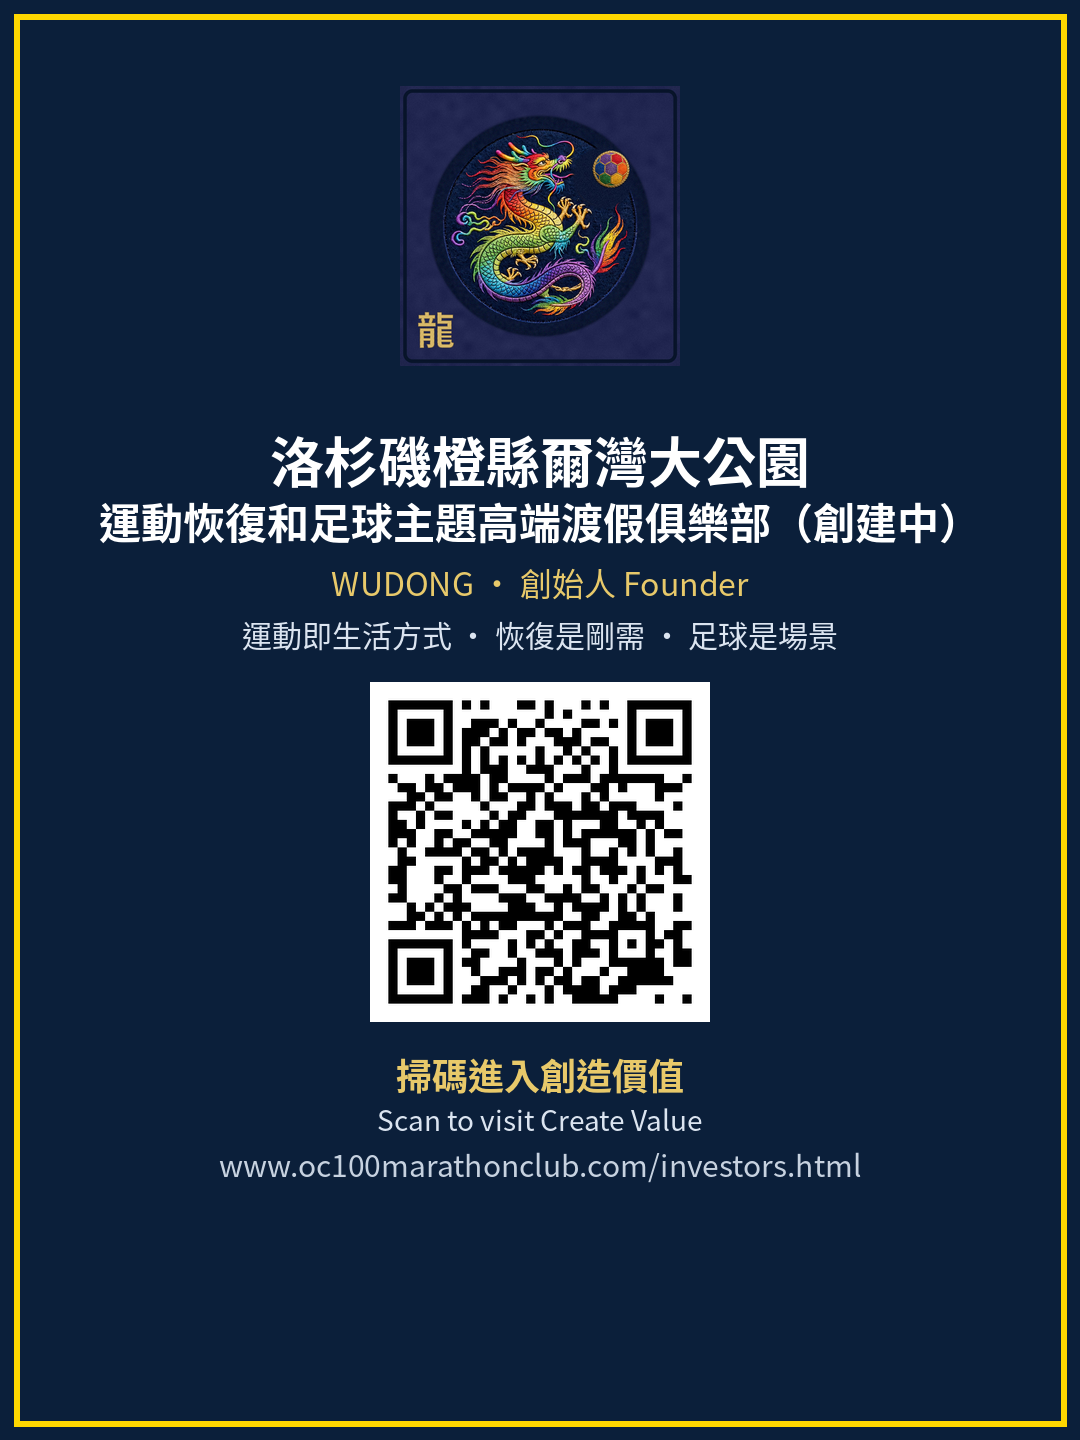 龍
洛杉磯橙縣爾灣大公園
運動恢復和足球主題高端渡假俱樂部（創建中）
WUDONG · 創始人 Founder
運動即生活方式 · 恢復是剛需 · 足球是場景
掃碼進入創造價值
Scan to visit Create Value
www.oc100marathonclub.com/investors.html